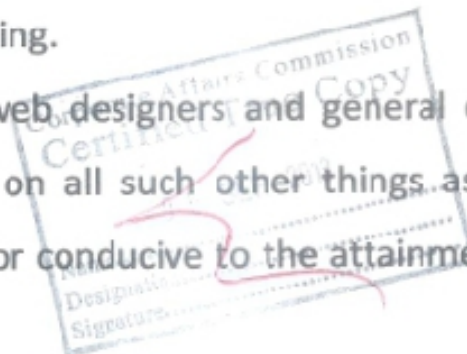 ing.
Affairs Commission
web designers and general
Certified True Copy
on all such other things as
or conducive to the attainme
Designation
Signature